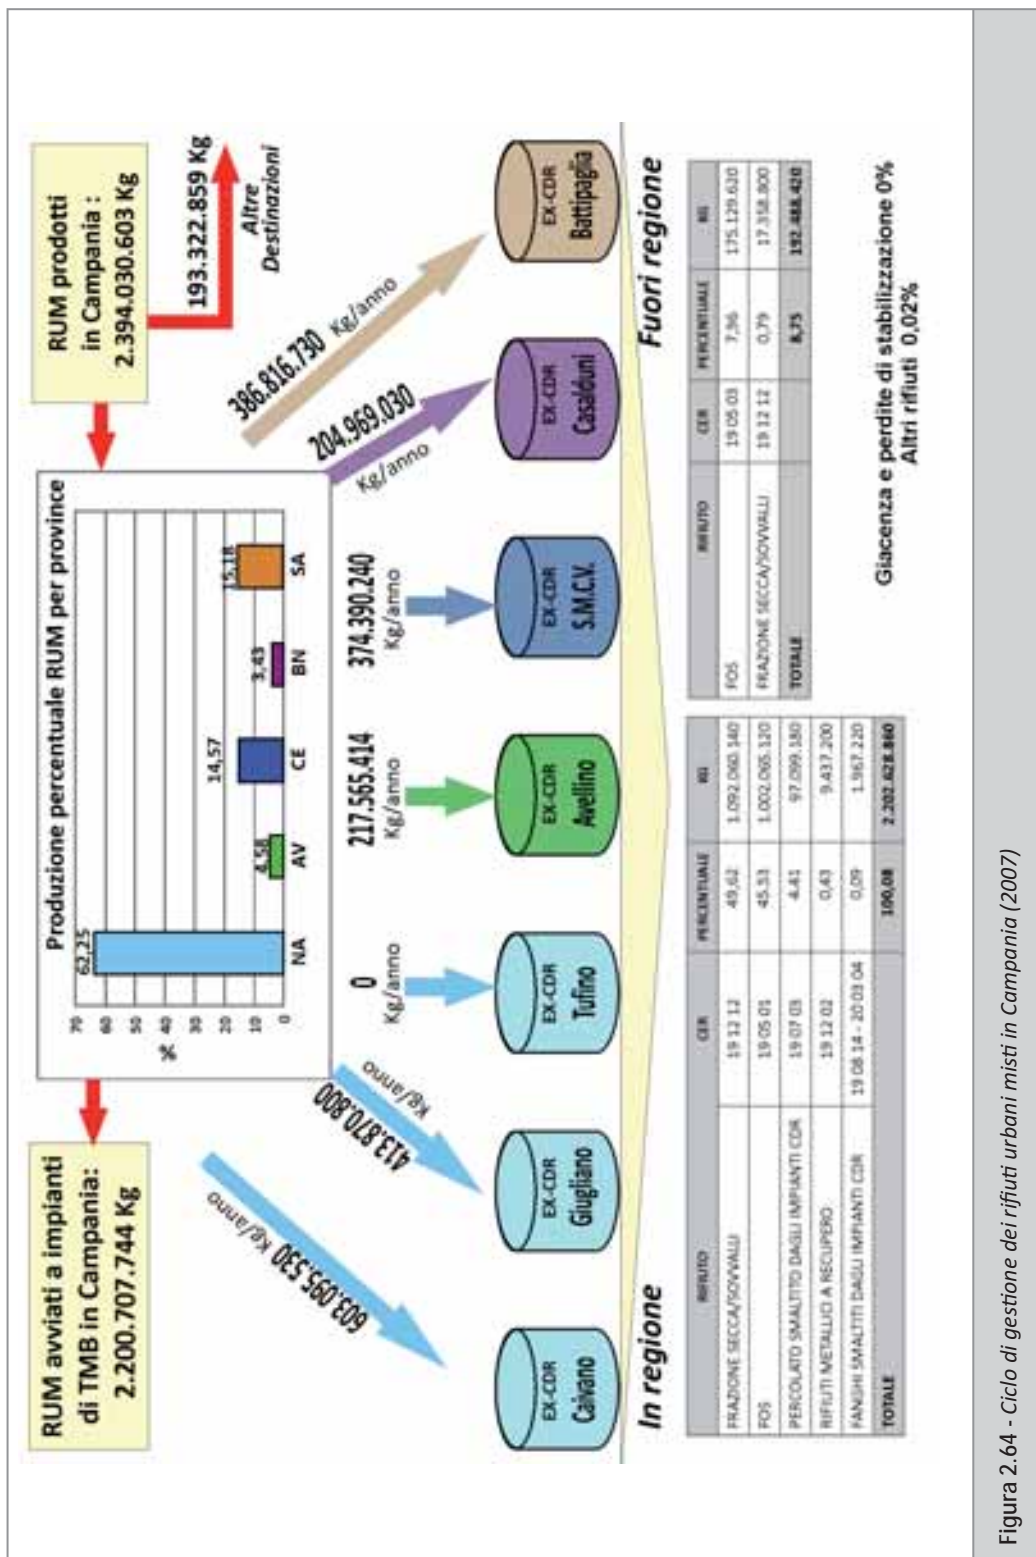 RUM prodotti
in Campania :
2.394.030.603 Kg
193.322.859 Kg
Altre
Destinazioni
Produzione percentuale RUM per province
%
70
60
50
40
30
20
10
0
62,25
4,58
14,57
3,43
15,18
NA
AV
CE
BN
SA
RUM avviati a impianti
di TMB in Campania:
2.200.707.744 Kg
603.095.530 Kg/anno
413.870.800
Kg/anno
0
Kg/anno
217.565.414
Kg/anno
374.390.240
Kg/anno
204.969.030
Kg/anno
386.816.730 Kg/anno
EX-CDR
Caivano
EX-CDR
Giugliano
EX-CDR
Tufino
EX-CDR
Avellino
EX-CDR
S.M.C.V.
EX-CDR
Casalduni
EX-CDR
Battipaglia
In regione
RIFIUTO CER PERCENTUALE KG
FRAZIONE SECCA/SOVVALLI 19 12 12 49,62 1.092.060.140
FOS 19 05 01 45.53 1.002.065.120
PERCOLATO SMALTITO DAGLI IMPIANTI CDR 19 07 03 4.41 97.099.180
RIFIUTI METALLICI A RECUPERO 19 12 02 0,43 9.437.200
FANGHI SMALTITI DAGLI IMPIANTI CDR 19 08 14 - 20 03 04 0,09 1.967.220
TOTALE 100,08 2.202.628.860
Fuori regione
RIFIUTO CER PERCENTUALE KG
FOS 19 05 03 7,96 175.129.620
FRAZIONE SECCA/SOVVALLI 19 12 12 0,79 17.358.800
TOTALE 8,75 192.488.420
Giacenza e perdite di stabilizzazione 0%
Altri rifiuti 0,02%
Figura 2.64 - Ciclo di gestione dei rifiuti urbani misti in Campania (2007)